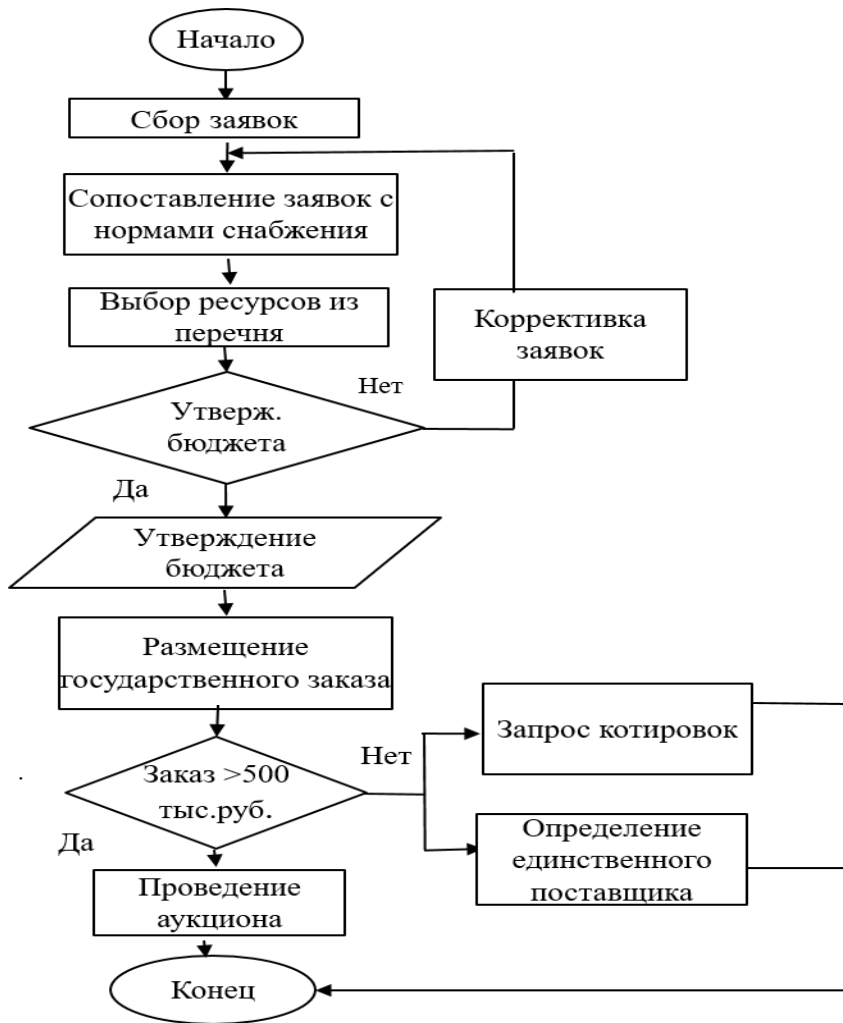 Начало
Сбор заявок
Сопоставление заявок с
нормами снабжения
Выбор ресурсов из
перечня
Коррективка
заявок
Нет
Утверж.
бюджета
Да
Утверждение
бюджета
Размещение
государственного заказа
Запрос котировок
Нет
Заказ >500
тыс.руб.
Да
Определение
единственного
поставщика
Проведение
аукциона
Конец